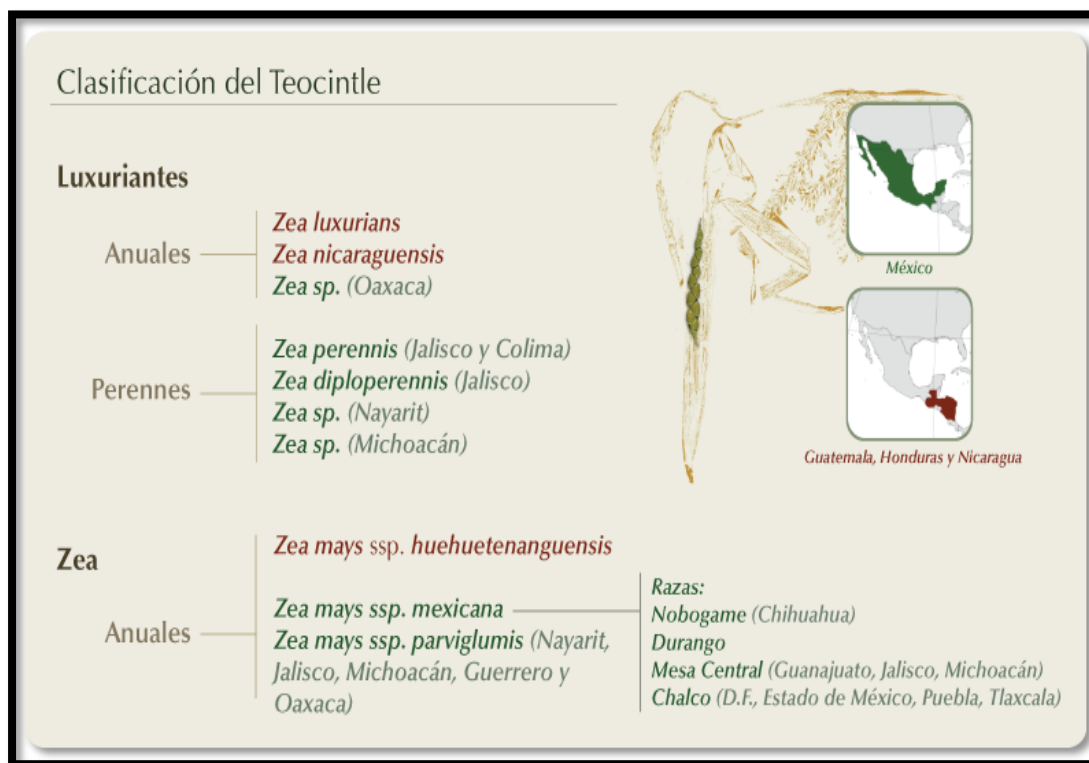 Clasificación del Teocintle
Luxuriantes
Anuales
Zea luxurians
Zea nicaraguensis
Zea sp. (Oaxaca)
Perennes
Zea perennis (Jalisco y Colima)
Zea diploperennis (Jalisco)
Zea sp. (Nayarit)
Zea sp. (Michoacán)
México
Guatemala, Honduras y Nicaragua
Zea
Anuales
Zea mays ssp. huehuetenanguensis
Zea mays ssp. mexicana
Zea mays ssp. parviglumis (Nayarit,
Jalisco, Michoacán, Guerrero y
Oaxaca)
Razas:
Nobogame (Chihuahua)
Durango
Mesa Central (Guanajuato, Jalisco, Michoacán)
Chalco (D.F., Estado de México, Puebla, Tlaxcala)